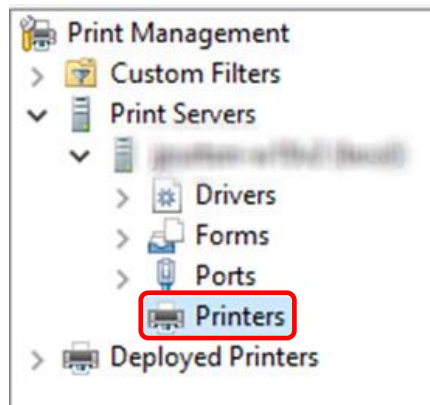 Print Management
Custom Filters
Print Servers
Drivers
Forms
Ports
Printers
Deployed Printers